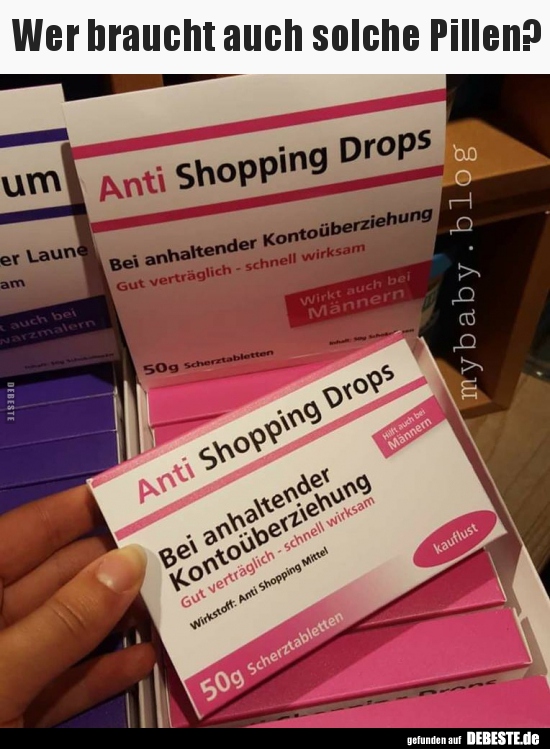 Wer braucht auch solche Pillen?
um
er Laune
am
t auch bei
warzmalern
Anti Shopping Drops
Bei anhaltender Kontoüberziehung
Gut verträglich - schnell wirksam
Wirkt auch bei
Männern
50g Scherztabletten
mybaby.blog
DEBESTE
Anti Shopping Drops
Hilft auch bei
Männern
Bei anhaltender
Kontoüberziehung
Gut verträglich - schnell wirksam
Wirkstoff: Anti Shopping Mittel
kauflust
50g Scherztabletten
gefunden auf DEBESTE.de